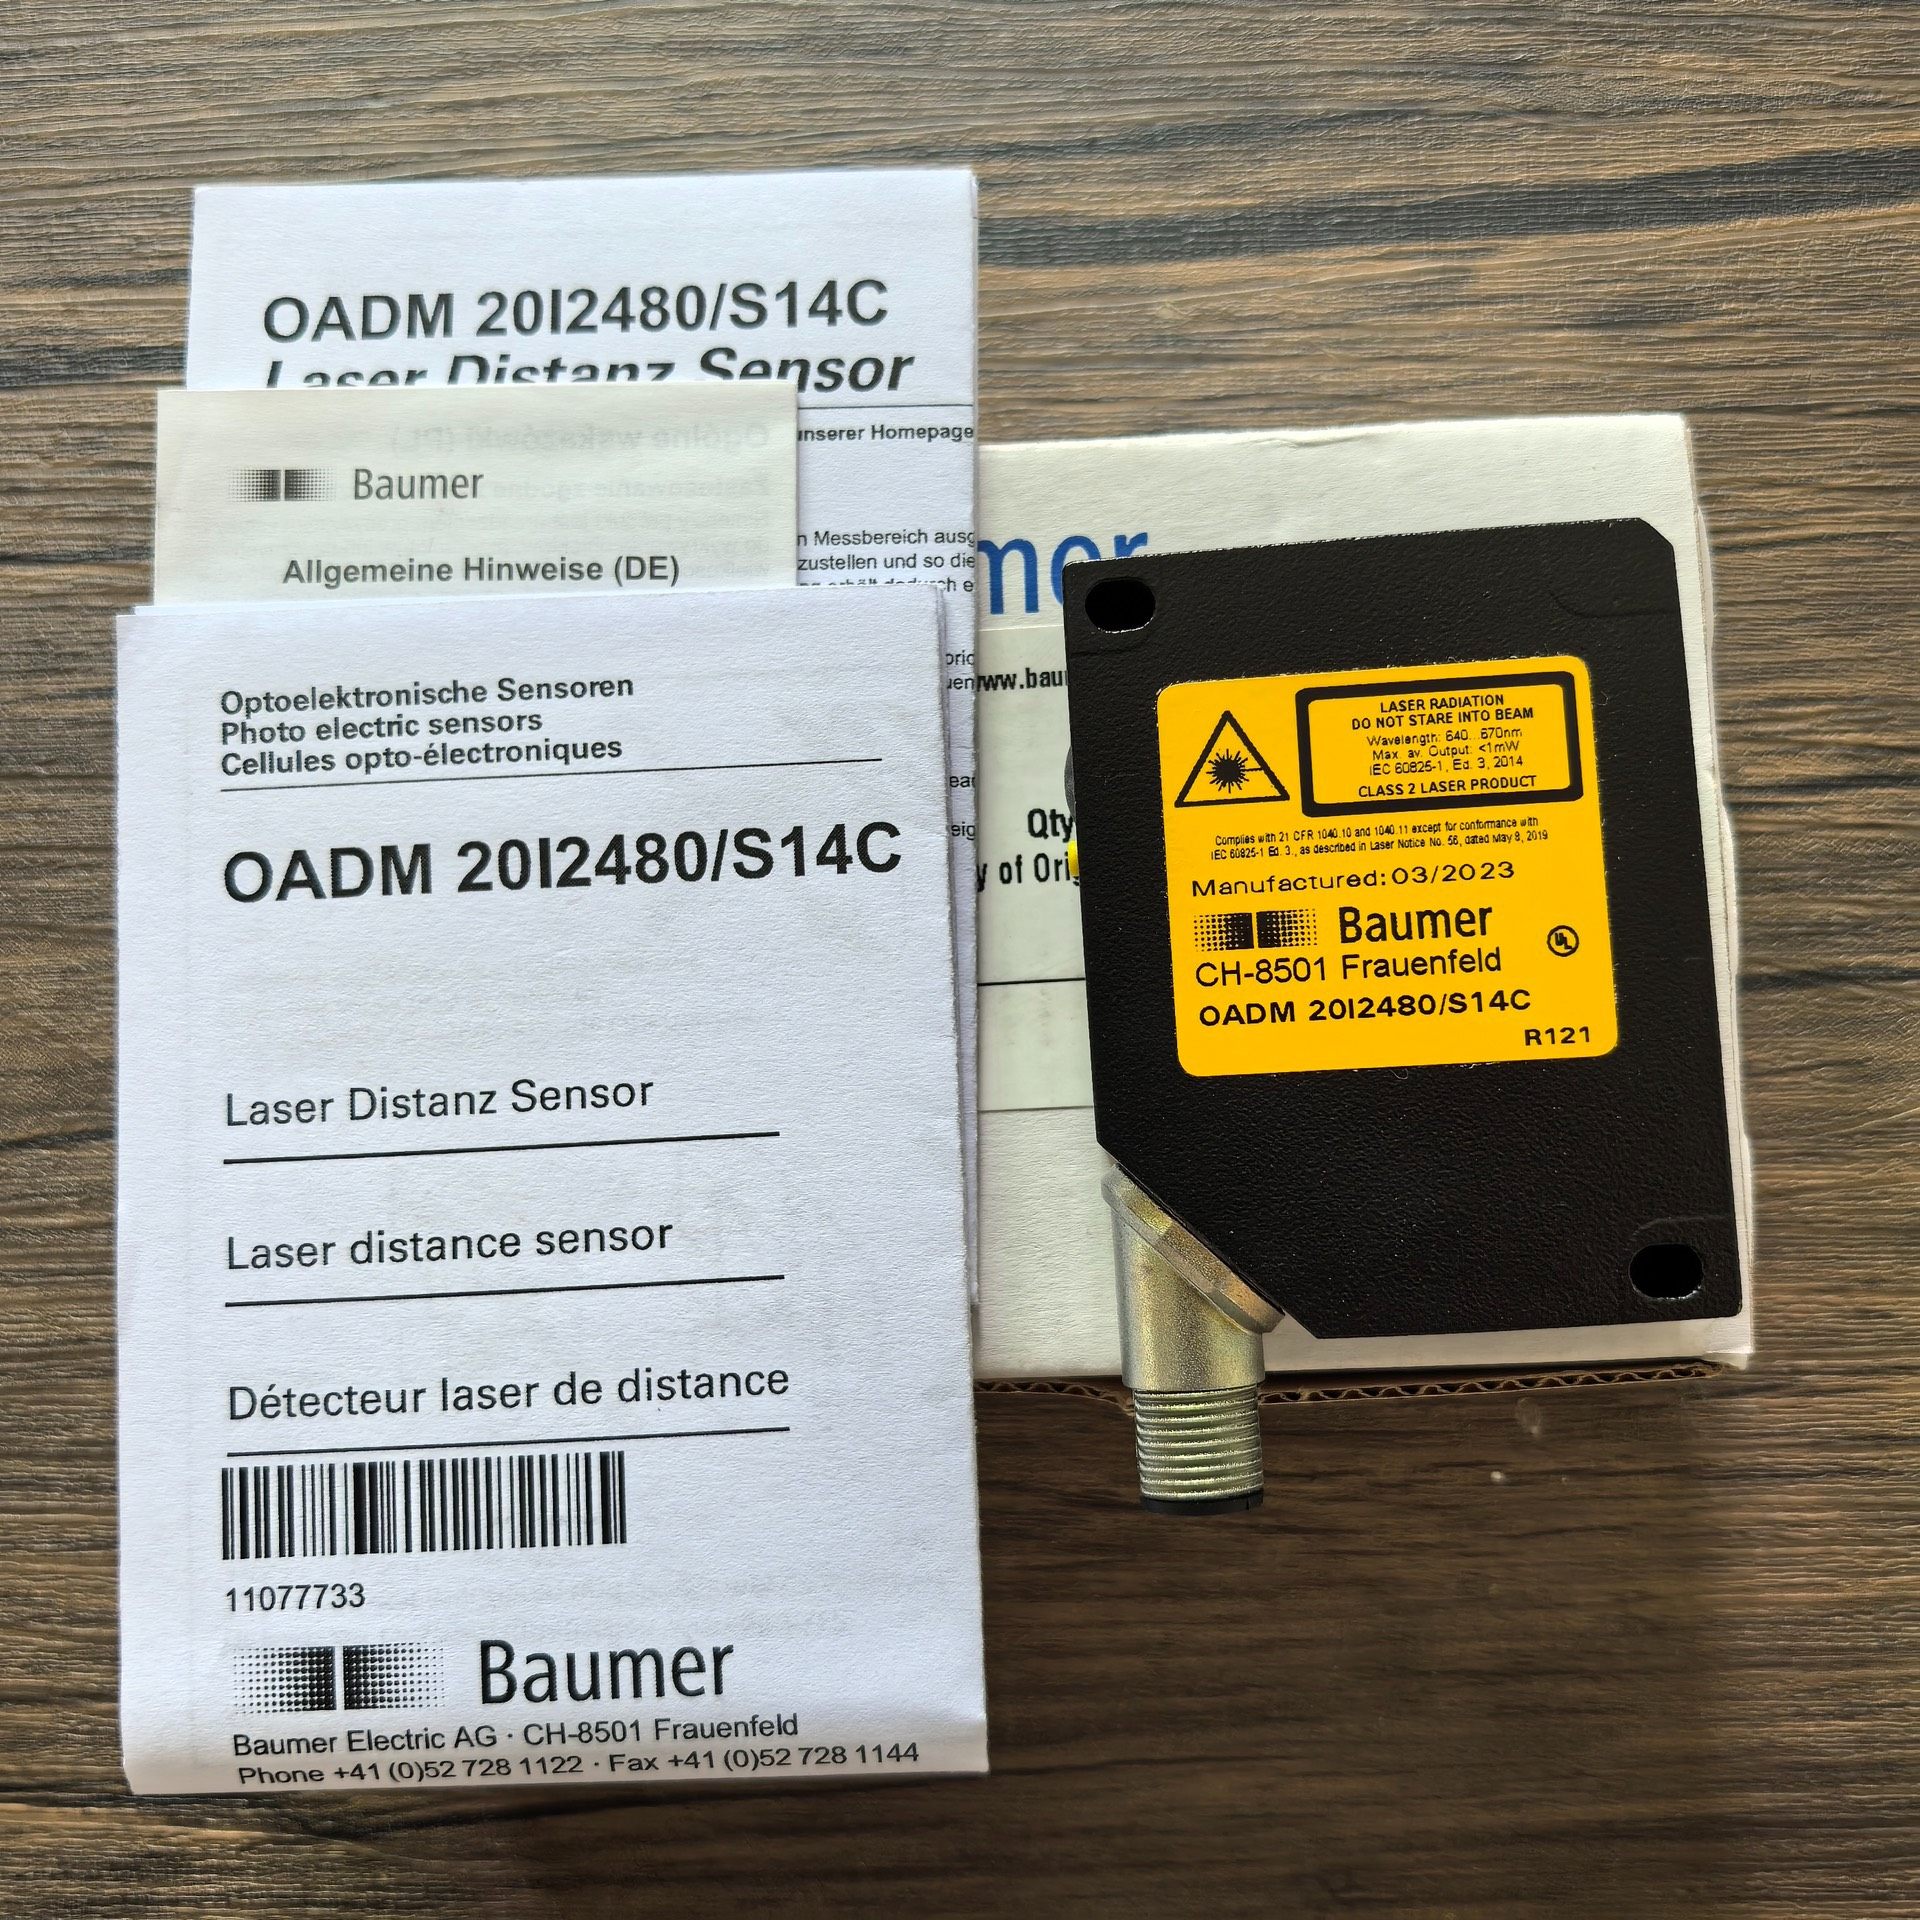 OADM 20I2480/S14C
Laser Distanz Sensor
unserer Homepage
Baumer
Allgemeine Hinweise (DE)
n Messbereich ausg
zustellen und so die
Optoelektronische Sensoren
Photo electric sensors
Cellules opto-électroniques
OADM 20I2480/S14C
Laser Distanz Sensor
Laser distance sensor
Détecteur laser de distance
11077733
Baumer
Baumer Electric AG · CH-8501 Frauenfeld
Phone +41 (0)52 728 1122 · Fax +41 (0)52 728 1144
mer
www.bau
Qty
y of Ori
LASER RADIATION
DO NOT STARE INTO BEAM
Wavelength: 640...670nm
Max. av. Output: <1mW
IEC 60825-1, Ed. 3, 2014
CLASS 2 LASER PRODUCT
Complies with 21 CFR 1040.10 and 1040.11 except for conformance with
IEC 60825-1 Ed. 3., as described in Laser Notice No. 56, dated May 8, 2019
Manufactured: 03/2023
Baumer
CH-8501 Frauenfeld
UL
OADM 20I2480/S14C
R121